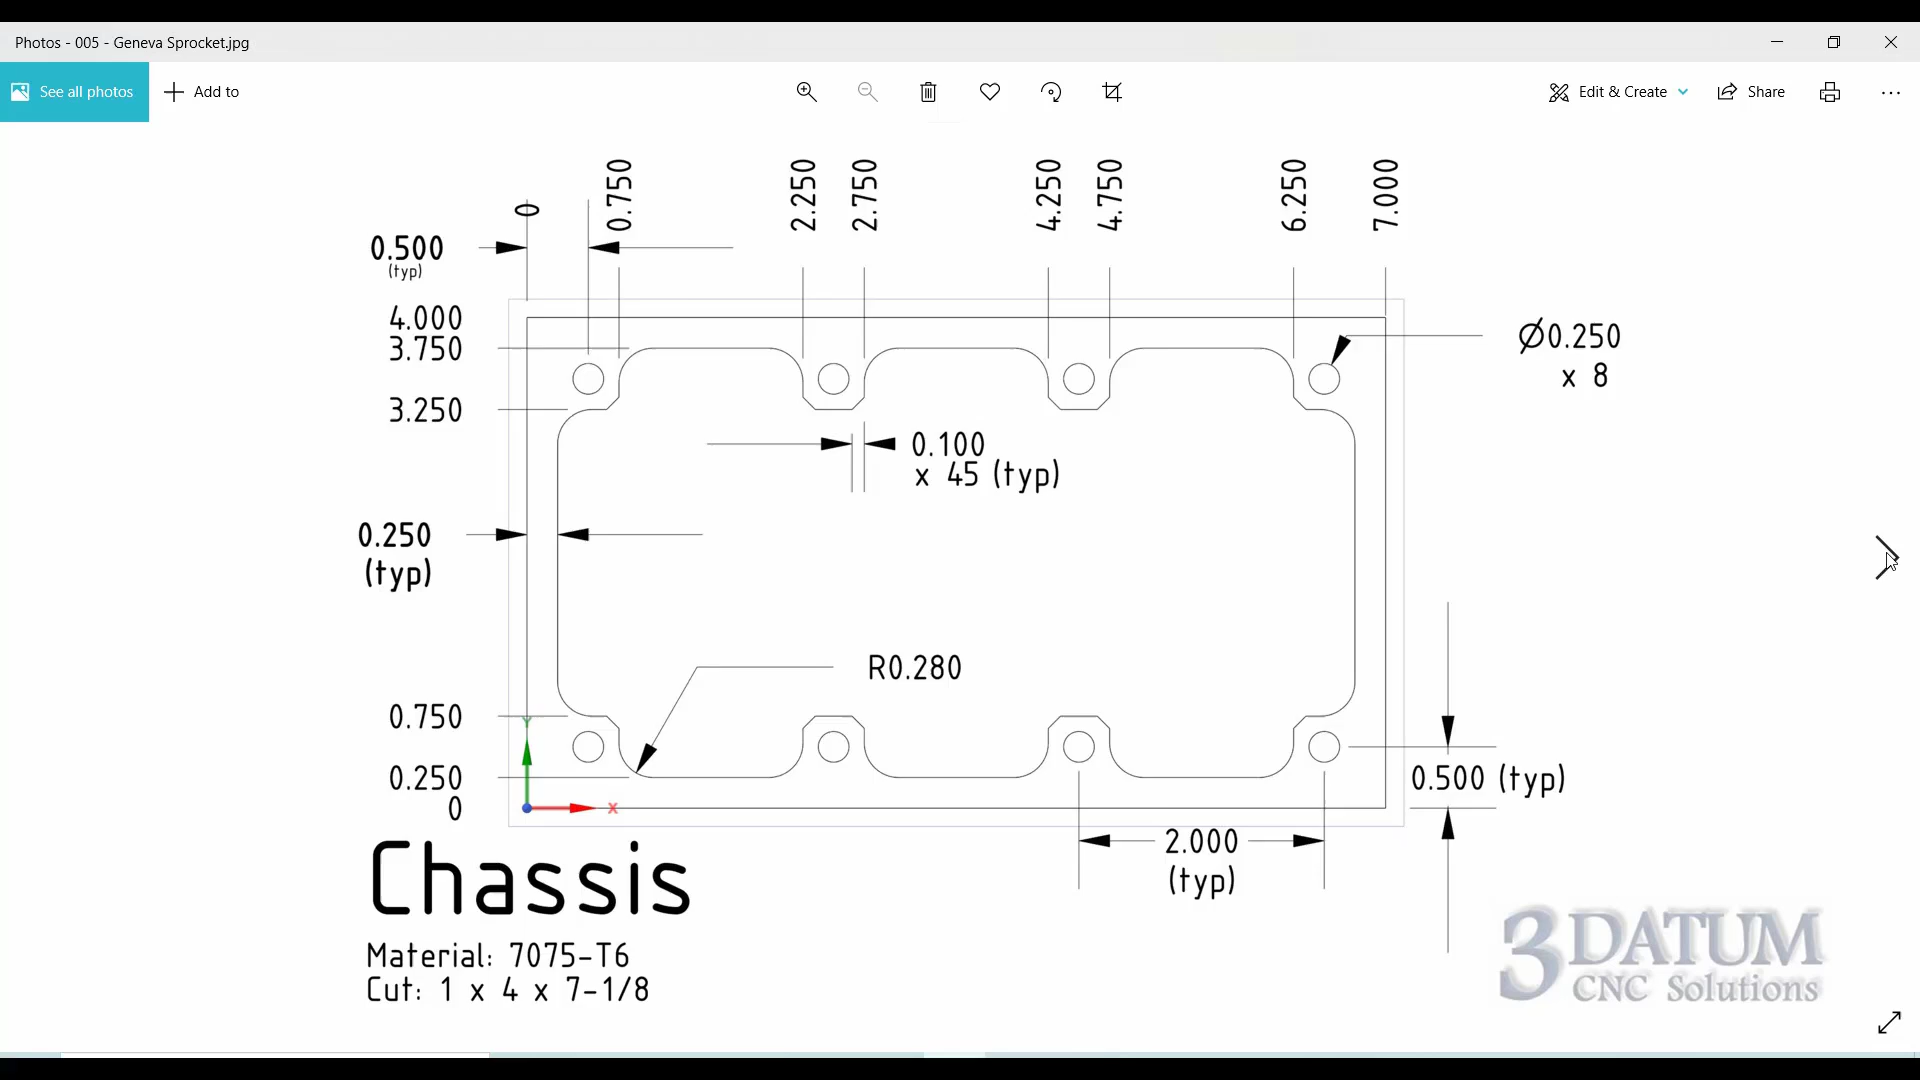 Photos - 005 - Geneva Sprocket.jpg
See all photos
Add to
Edit & Create
Share
0
0.750
2.250
2.750
4.250
4.750
6.250
7.000
0.500
(typ)
4.000
3.750
Ø0.250
x 8
3.250
0.100
x 45 (typ)
0.250
(typ)
R0.280
0.750
Y
0.250
0
X
0.500 (typ)
2.000
(typ)
Chassis
Material: 7075-T6
Cut: 1 x 4 x 7-1/8
3DATUM
CNC Solutions